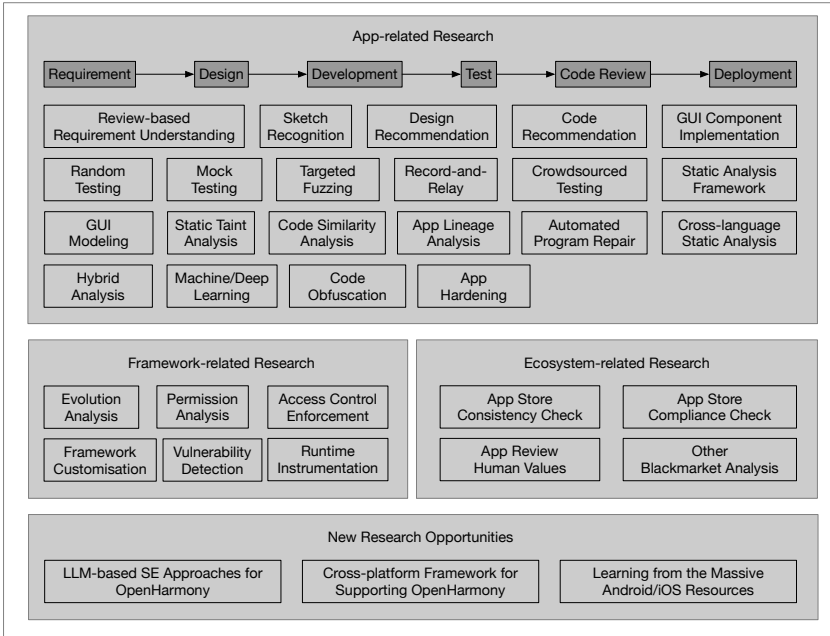 App-related Research
Requirement
Design
Development
Test
Code Review
Deployment
Review-based
Requirement Understanding
Sketch
Recognition
Design
Recommendation
Code
Recommendation
GUI Component
Implementation
Random
Testing
Mock
Testing
Targeted
Fuzzing
Record-and-
Relay
Crowdsourced
Testing
Static Analysis
Framework
GUI
Modeling
Static Taint
Analysis
Code Similarity
Analysis
App Lineage
Analysis
Automated
Program Repair
Cross-language
Static Analysis
Hybrid
Analysis
Machine/Deep
Learning
Code
Obfuscation
App
Hardening
Framework-related Research
Evolution
Analysis
Permission
Analysis
Access Control
Enforcement
Framework
Customisation
Vulnerability
Detection
Runtime
Instrumentation
Ecosystem-related Research
App Store
Consistency Check
App Store
Compliance Check
App Review
Human Values
Other
Blackmarket Analysis
New Research Opportunities
LLM-based SE Approaches for
OpenHarmony
Cross-platform Framework for
Supporting OpenHarmony
Learning from the Massive
Android/iOS Resources